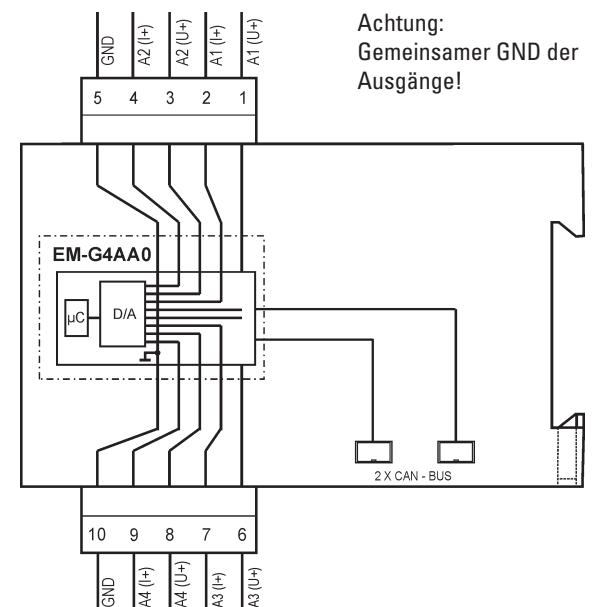 Achtung:
Gemeinsamer GND der
Ausgänge!
GND
A2 (I+)
A2 (U+)
A1 (I+)
A1 (U+)
5 4 3 2 1
EM-G4AA0
µC
D/A
2 X CAN - BUS
10 9 8 7 6
GND
A4 (I+)
A4 (U+)
A3 (I+)
A3 (U+)